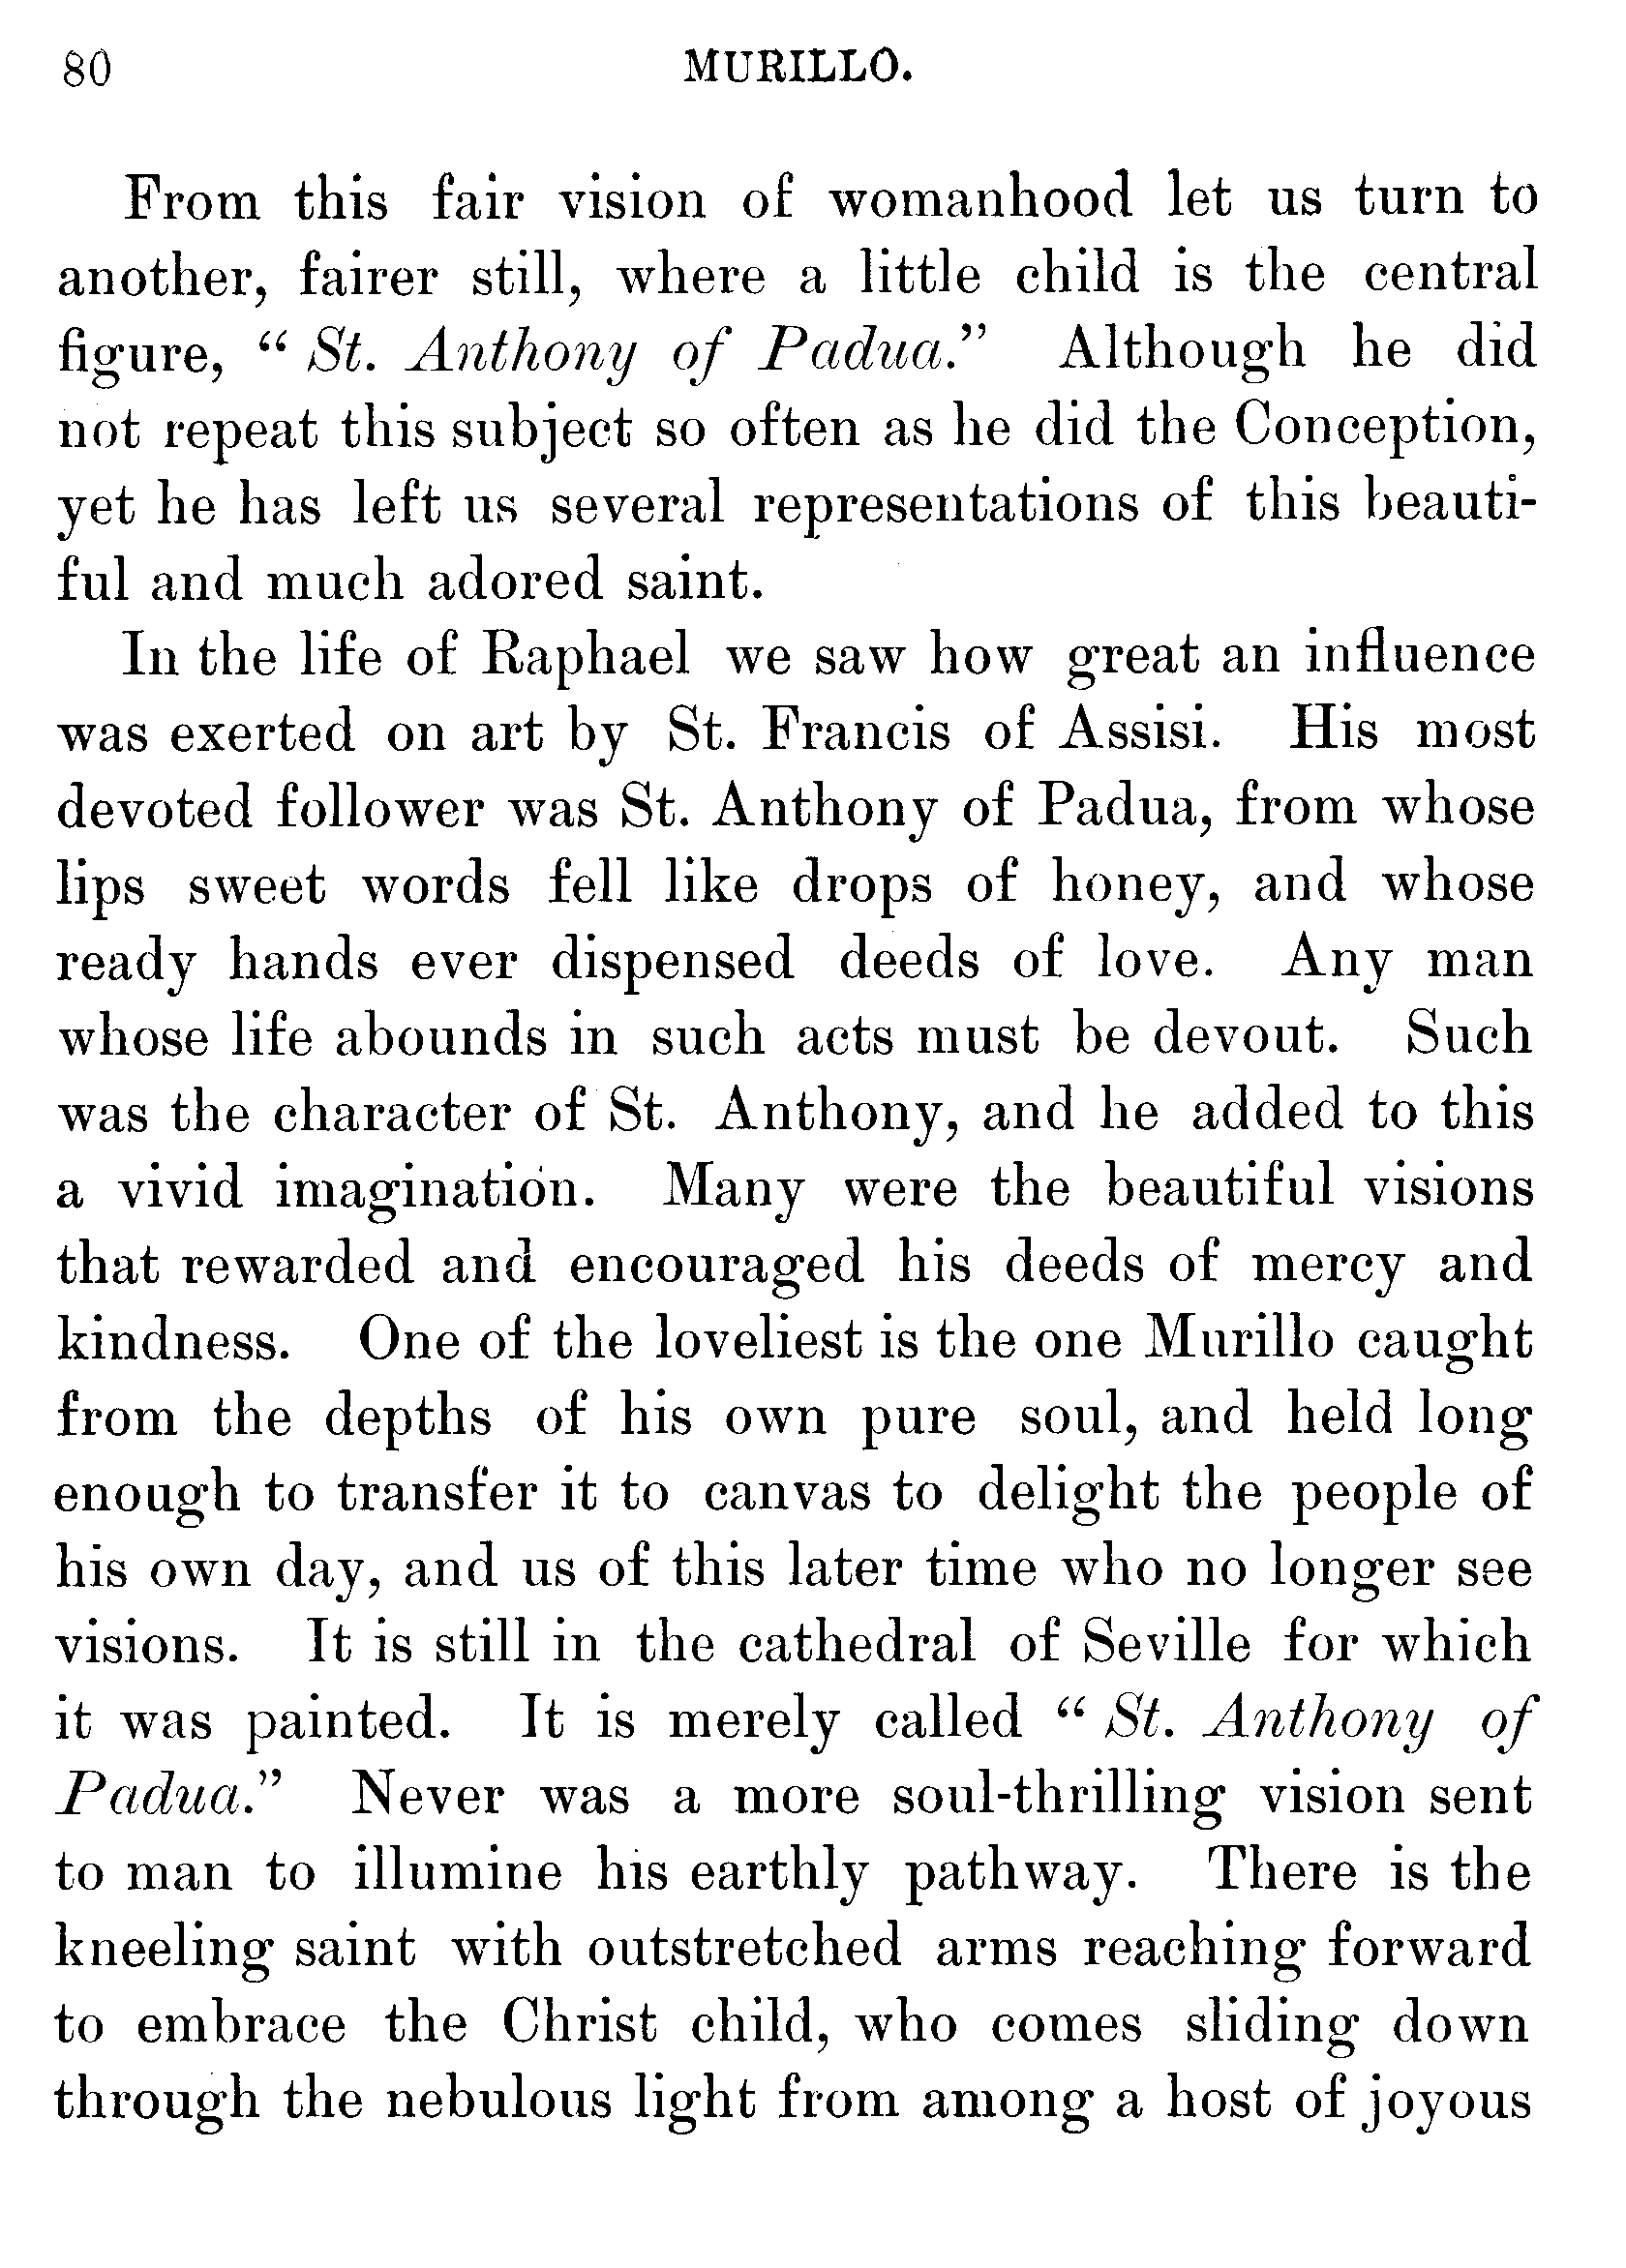 80 MURILLO.
From this fair vision of womanhood let us turn to
another, fairer still, where a little child is the central
figure, “ St. Anthony of Padua.” Although he did
not repeat this subject so often as he did the Conception,
yet he has left us several representations of this beauti-
ful and much adored saint.
In the life of Raphael we saw how great an influence
was exerted on art by St. Francis of Assisi. His most
devoted follower was St. Anthony of Padua, from whose
lips sweet words fell like drops of honey, and whose
ready hands ever dispensed deeds of love. Any man
whose life abounds in such acts must be devout. Such
was the character of St. Anthony, and he added to this
a vivid imagination. Many were the beautiful visions
that rewarded and encouraged his deeds of mercy and
kindness. One of the loveliest is the one Murillo caught
from the depths of his own pure soul, and held long
enough to transfer it to canvas to delight the people of
his own day, and us of this later time who no longer see
visions. It is still in the cathedral of Seville for which
it was painted. It is merely called “ St. Anthony of
Padua.” Never was a more soul-thrilling vision sent
to man to illumine his earthly pathway. There is the
kneeling saint with outstretched arms reaching forward
to embrace the Christ child, who comes sliding down
through the nebulous light from among a host of joyous